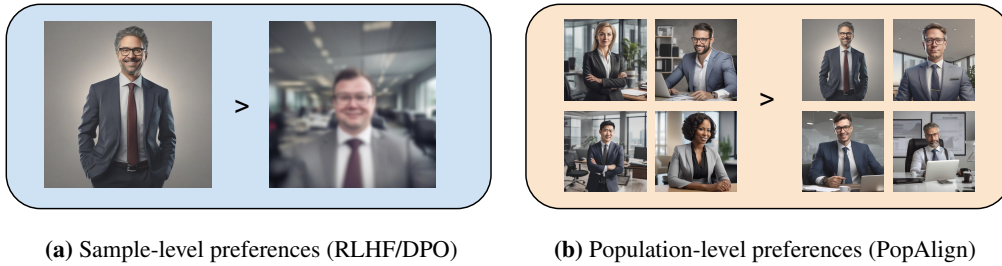 >
>
(a) Sample-level preferences (RLHF/DPO)
(b) Population-level preferences (PopAlign)